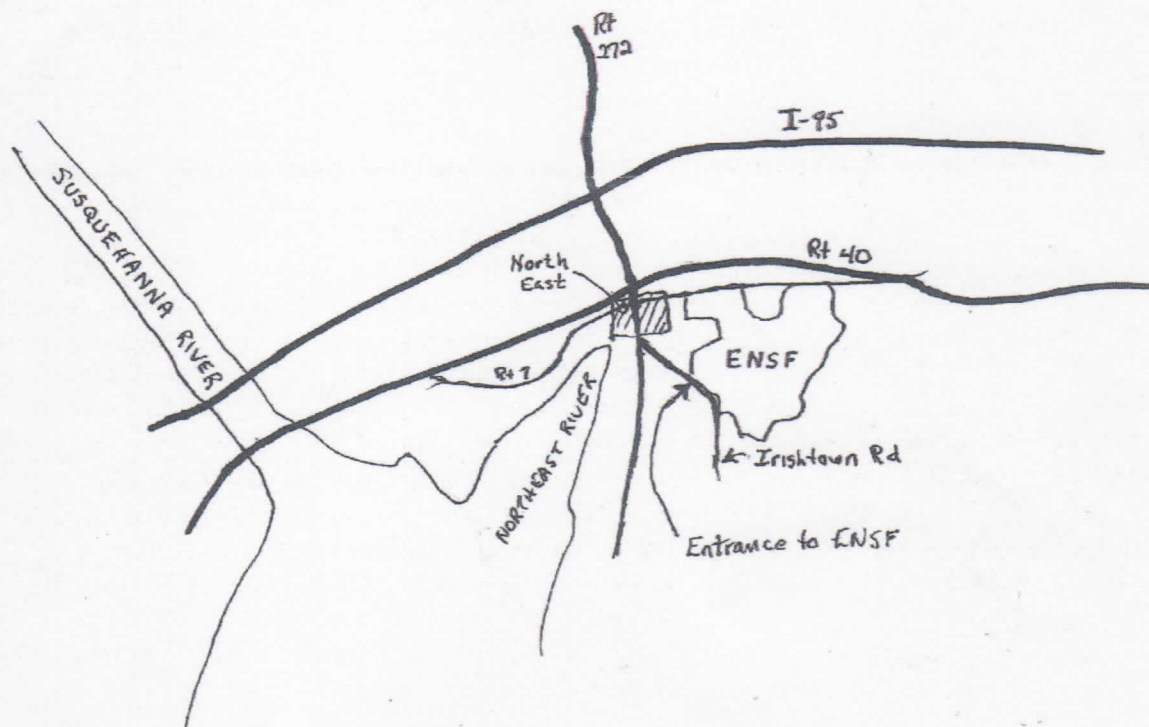 Rt
272
I-95
SUSQUEHANNA RIVER
North
East
Rt 40
Rt 7
ENSF
NORTHEAST RIVER
Irishtown Rd
Entrance to ENSF